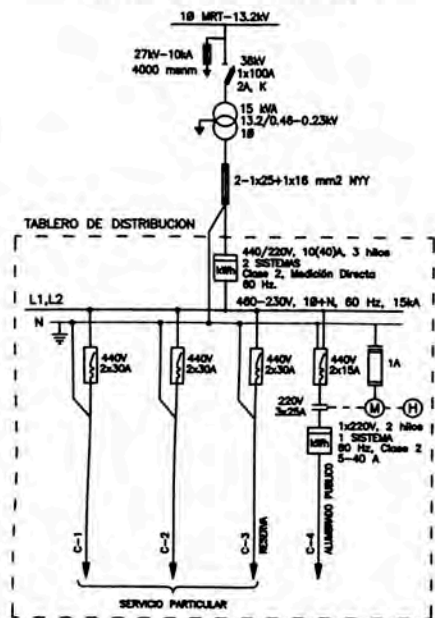 1Ø MRT-13.2kV
27kV-10kA
4000 msnm
38kV
1x100A
2A, K
15 kVA
13.2/0.46-0.23kV
1Ø
2-1x25+1x16 mm2 NYY
TABLERO DE DISTRIBUCION
kWh
440/220V, 10(40)A, 3 hilos
2 SISTEMAS
Clase 2, Medición Directa
60 Hz.
L1,L2
460-230V, 1Ø+N, 60 Hz, 15kA
N
440V
2x30A
440V
2x30A
440V
2x30A
440V
2x15A
1A
220V
3x25A
M
H
kWh
1x220V, 2 hilos
1 SISTEMA
60 Hz, Clase 2
5-40 A
C-1
C-2
C-3
RESERVA
C-4
ALUMBRADO PUBLICO
SERVICIO PARTICULAR